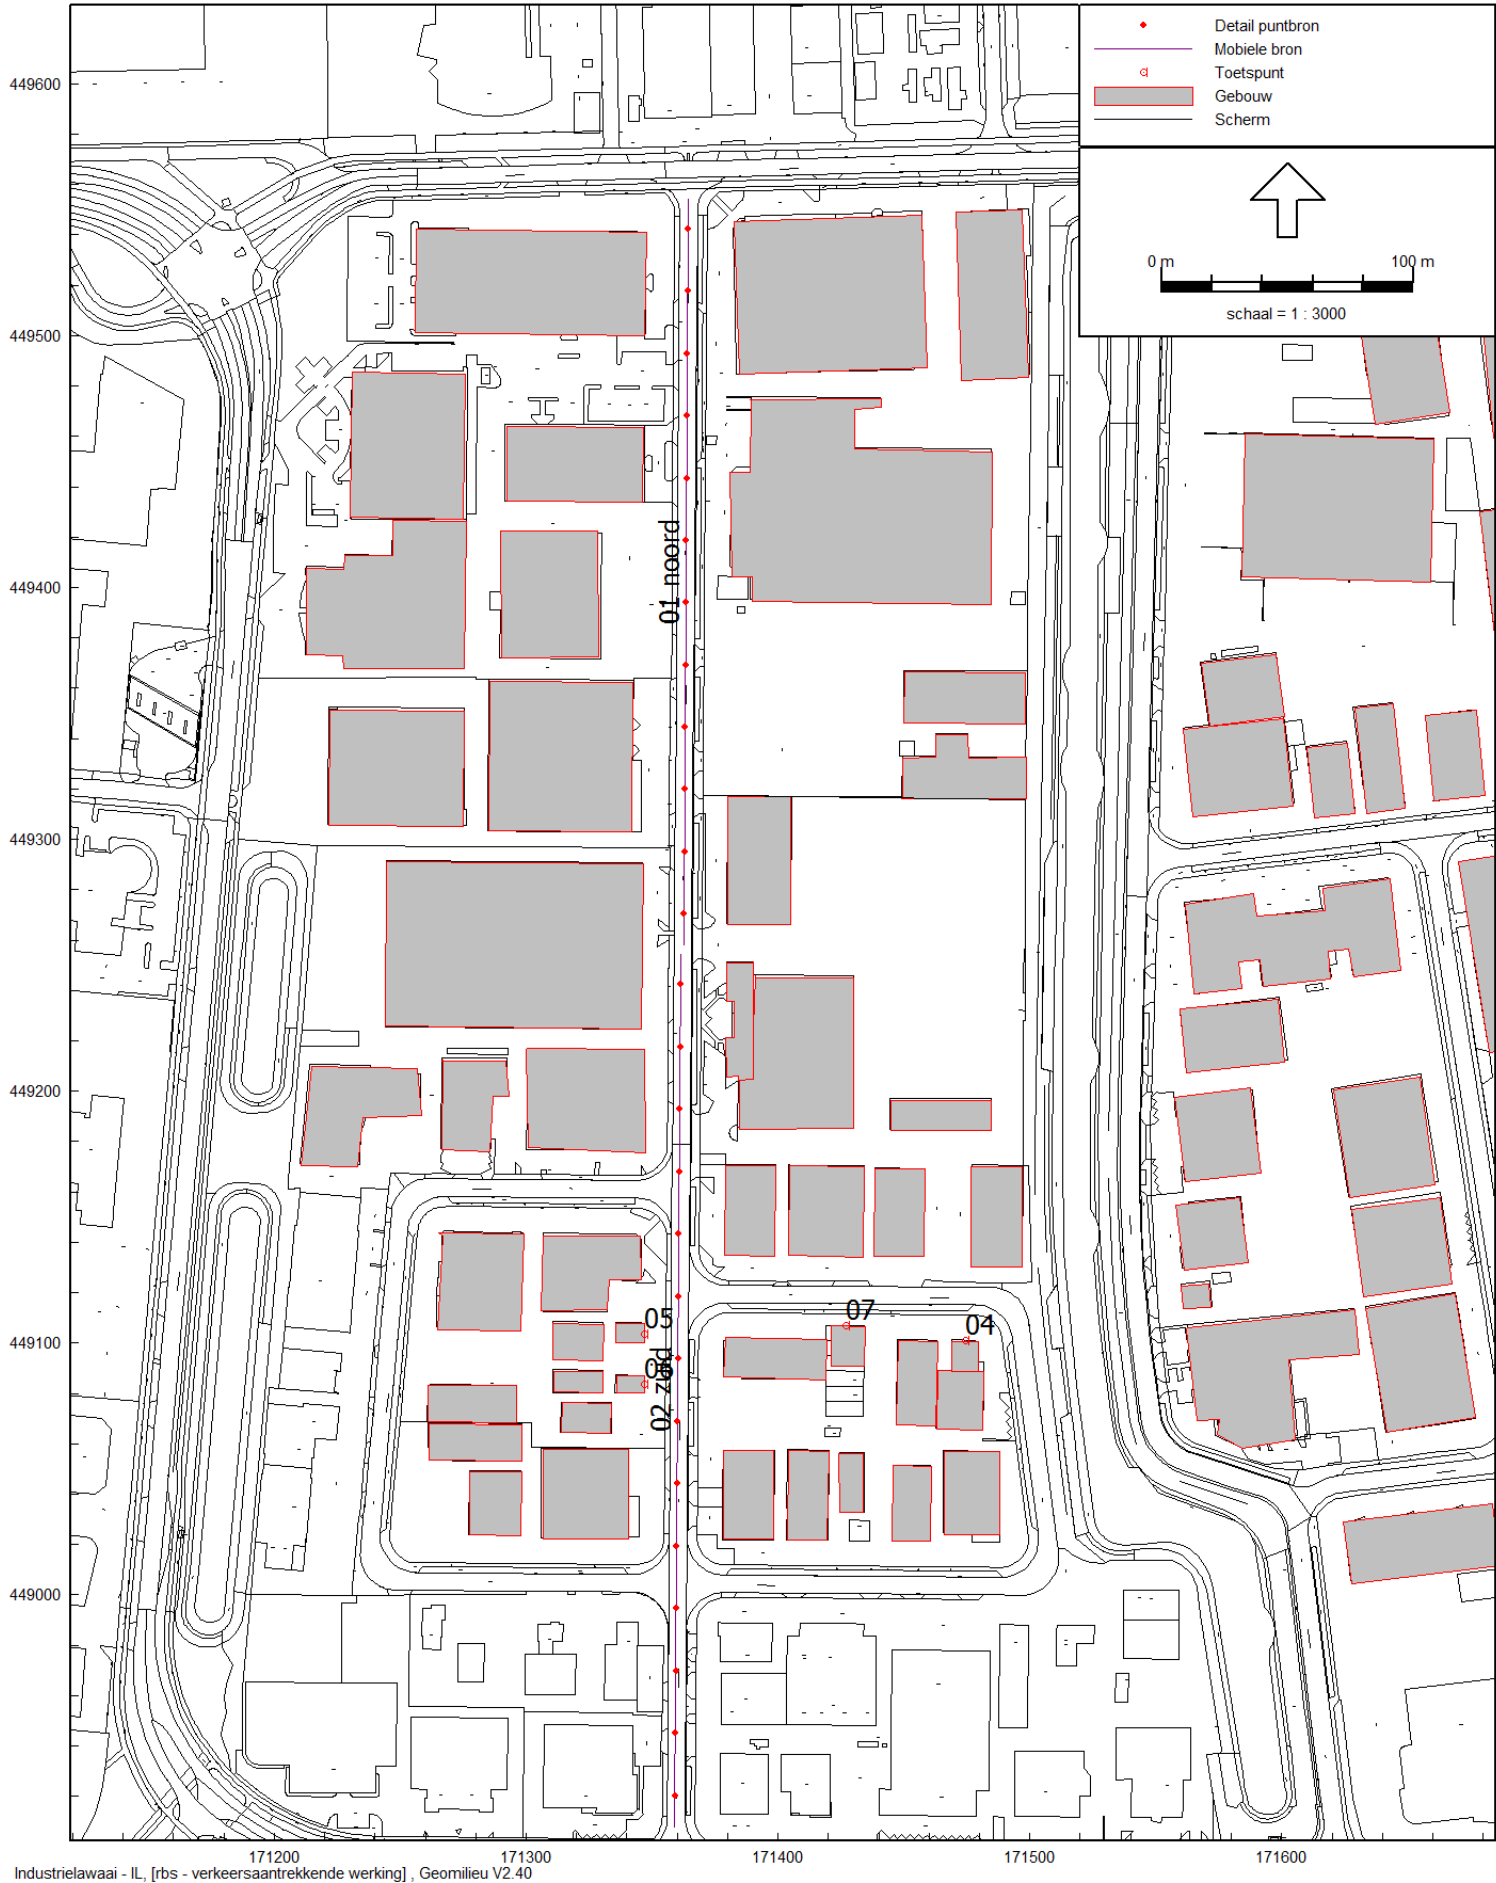 Detail puntbron
Mobiele bron
Toetspunt
Gebouw
Scherm
0 m 100 m
schaal = 1 : 3000
449600
449500
449400
449300
449200
449100
449000
01 noord
05
06
02 zuid
07
04
171200 171300 171400 171500 171600
Industrielawaai - IL, [rbs - verkeersaantrekkende werking] , Geomilieu V2.40